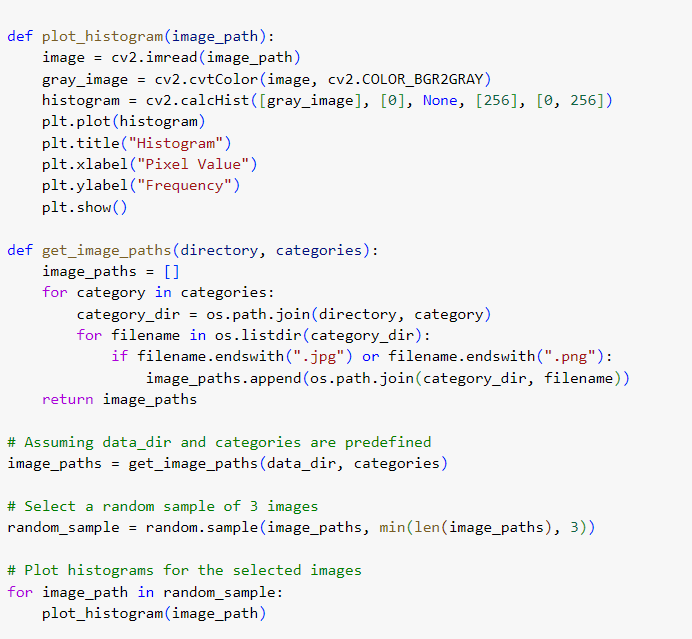 def plot_histogram(image_path):
    image = cv2.imread(image_path)
    gray_image = cv2.cvtColor(image, cv2.COLOR_BGR2GRAY)
    histogram = cv2.calcHist([gray_image], [0], None, [256], [0, 256])
    plt.plot(histogram)
    plt.title("Histogram")
    plt.xlabel("Pixel Value")
    plt.ylabel("Frequency")
    plt.show()

def get_image_paths(directory, categories):
    image_paths = []
    for category in categories:
        category_dir = os.path.join(directory, category)
        for filename in os.listdir(category_dir):
            if filename.endswith(".jpg") or filename.endswith(".png"):
                image_paths.append(os.path.join(category_dir, filename))
    return image_paths

# Assuming data_dir and categories are predefined
image_paths = get_image_paths(data_dir, categories)

# Select a random sample of 3 images
random_sample = random.sample(image_paths, min(len(image_paths), 3))

# Plot histograms for the selected images
for image_path in random_sample:
    plot_histogram(image_path)